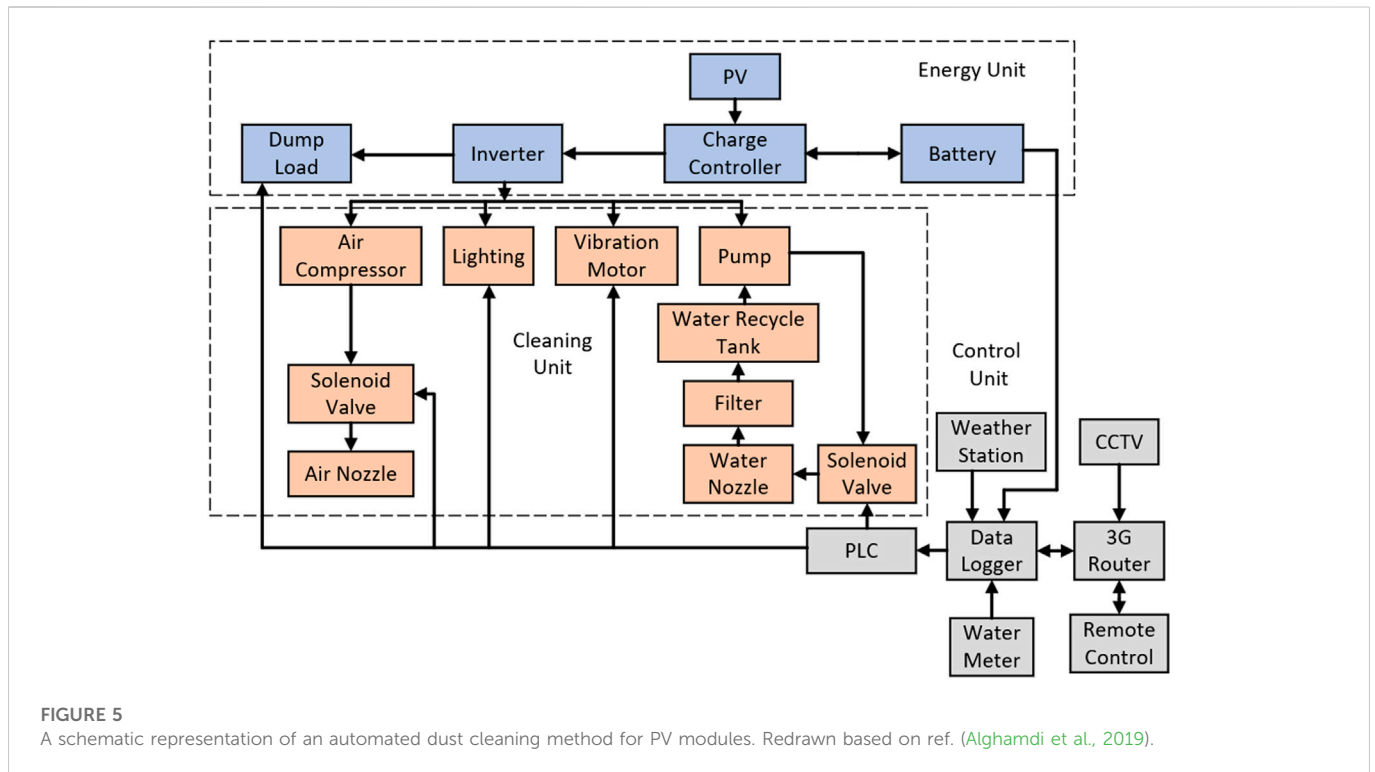 PV
Energy Unit
Dump
Load
Inverter
Charge
Controller
Battery
Air
Compressor
Lighting
Vibration
Motor
Pump
Water Recycle
Tank
Cleaning
Unit
Control
Unit
Solenoid
Valve
Filter
Air Nozzle
Water
Nozzle
Solenoid
Valve
Weather
Station
CCTV
PLC
Data
Logger
3G
Router
Water
Meter
Remote
Control
FIGURE 5
A schematic representation of an automated dust cleaning method for PV modules. Redrawn based on ref. (Alghamdi et al., 2019).